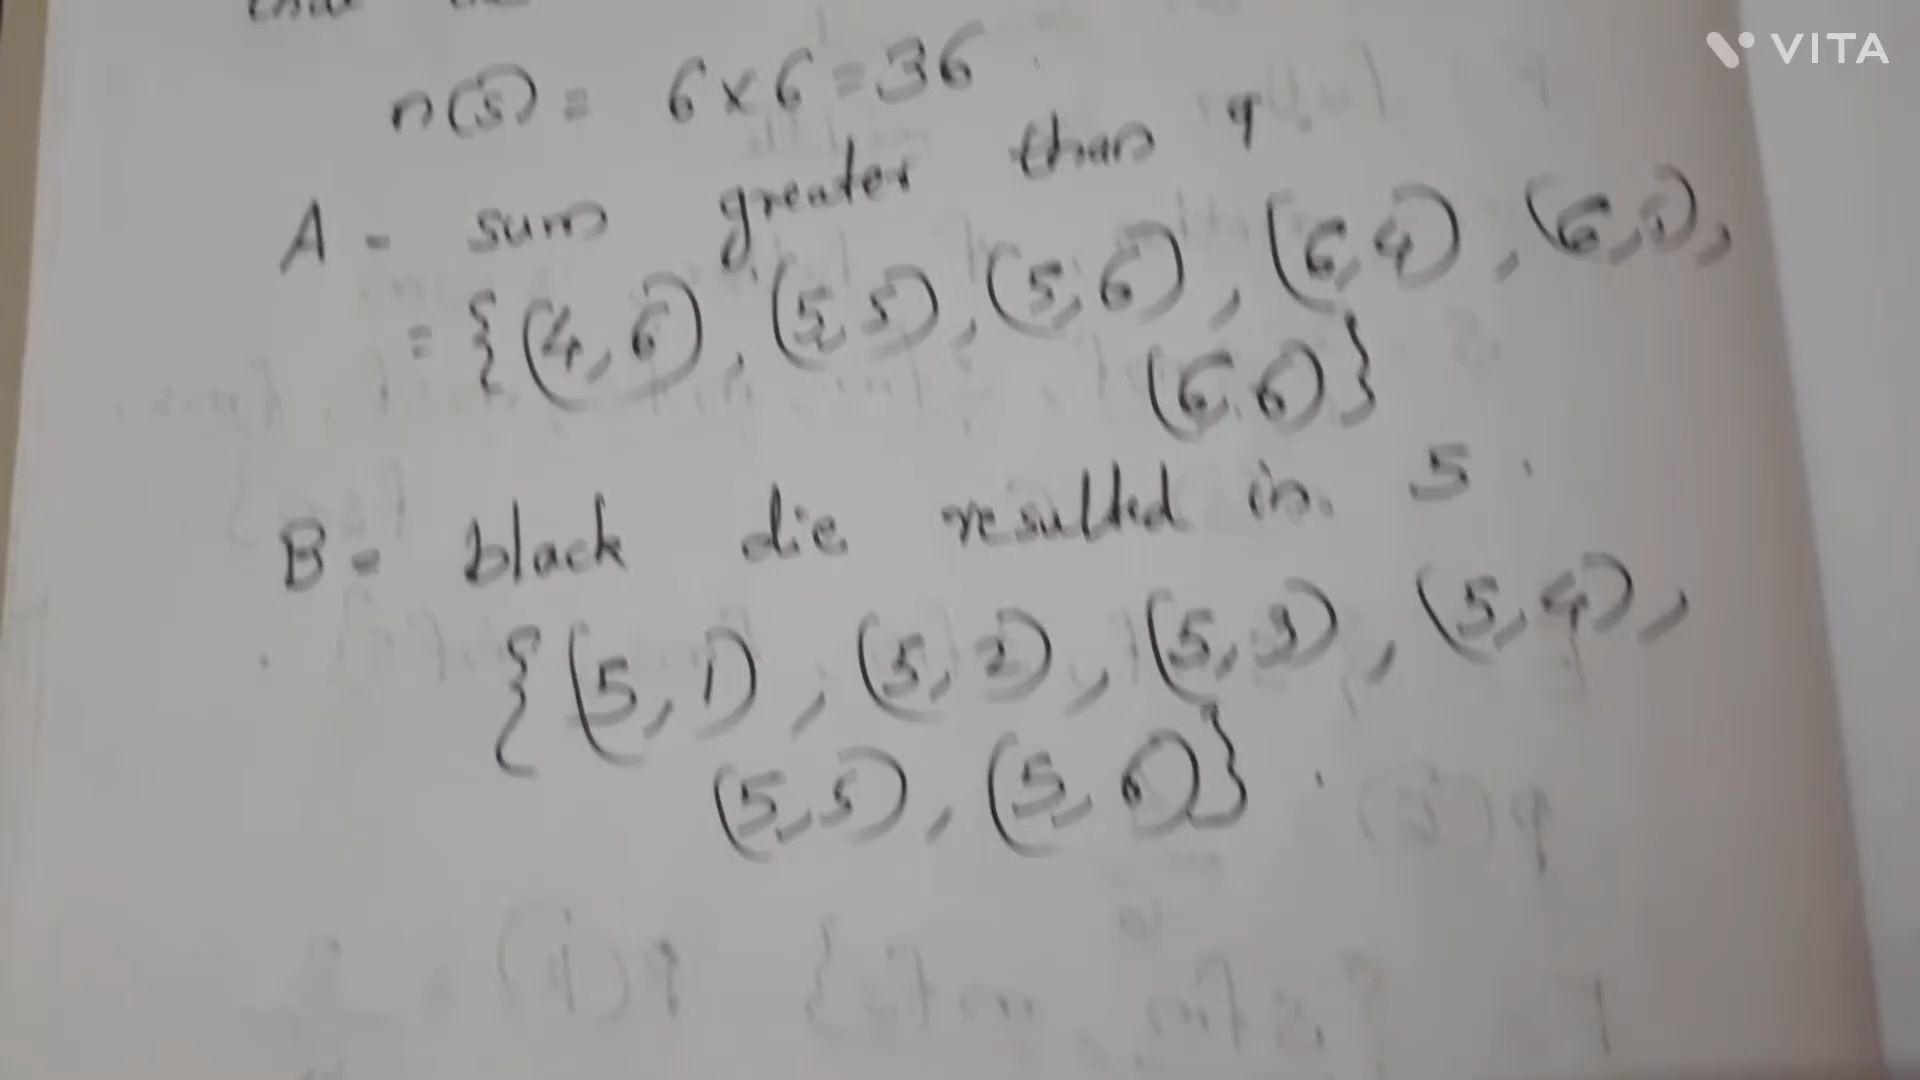 VITA
n(S) = 6 × 6 = 36
A - sum greater than 9
= {(4,6), (5,5), (5,6), (6,4), (6,5),
(6,6)}
B = black die resulted in 5.
{(5,1), (5,2), (5,3), (5,4),
(5,5), (5,6)}.